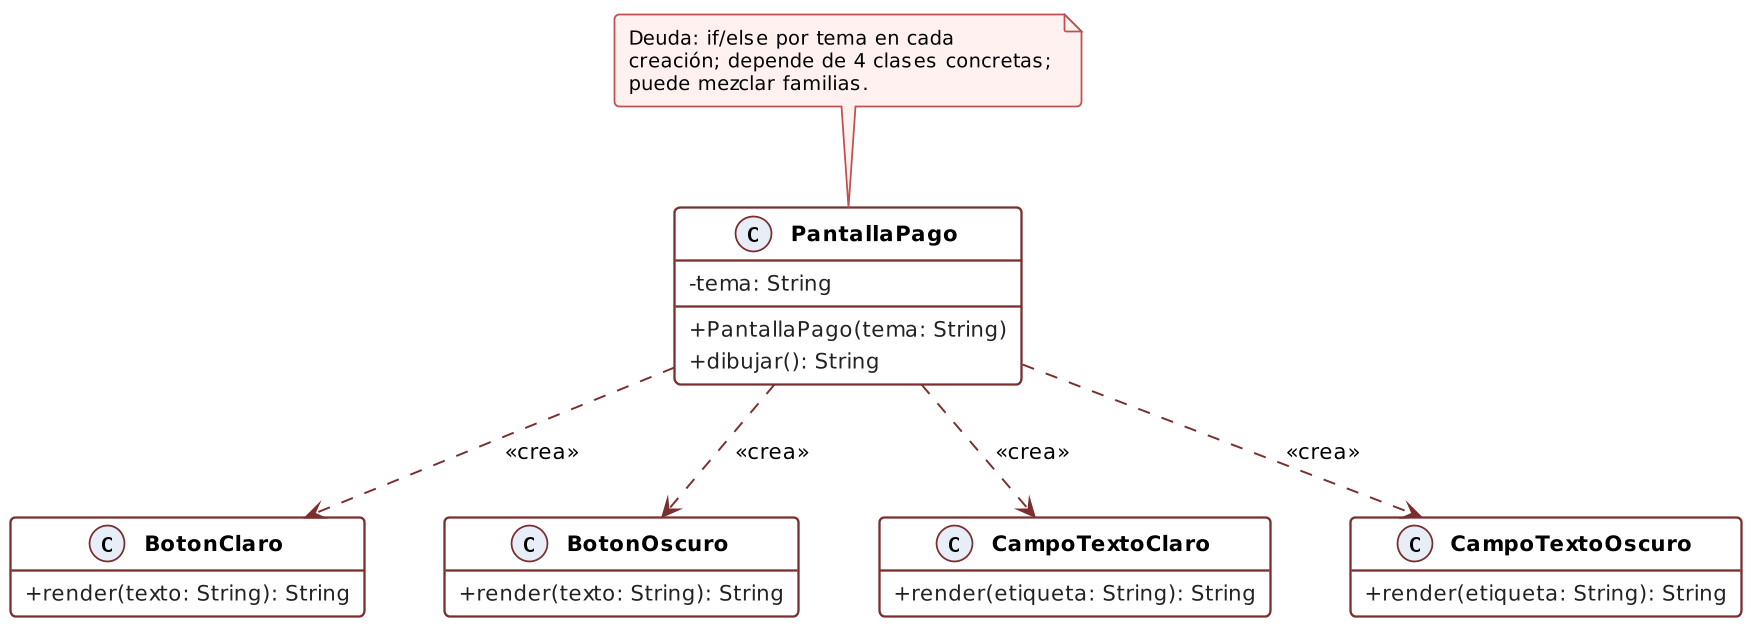 Deuda: if/else por tema en cada
creación; depende de 4 clases concretas;
puede mezclar familias.
C PantallaPago
-tema: String
+PantallaPago(tema: String)
+dibujar(): String
«crea» «crea» «crea» «crea»
C BotonClaro
+render(texto: String): String
C BotonOscuro
+render(texto: String): String
C CampoTextoClaro
+render(etiqueta: String): String
C CampoTextoOscuro
+render(etiqueta: String): String